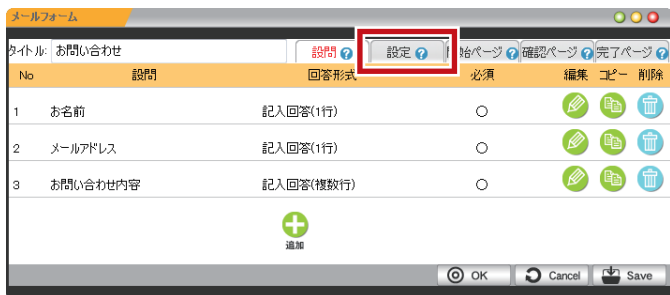 メールフォーム
タイトル: お問い合わせ 設問 ? 設定 ? 始ページ ? 確認ページ ? 完了ページ ?
No 設問 回答形式 必須 編集 コピー 削除
1 お名前 記入回答(1行) ○
2 メールアドレス 記入回答(1行) ○
3 お問い合わせ内容 記入回答(複数行) ○
追加
OK Cancel Save